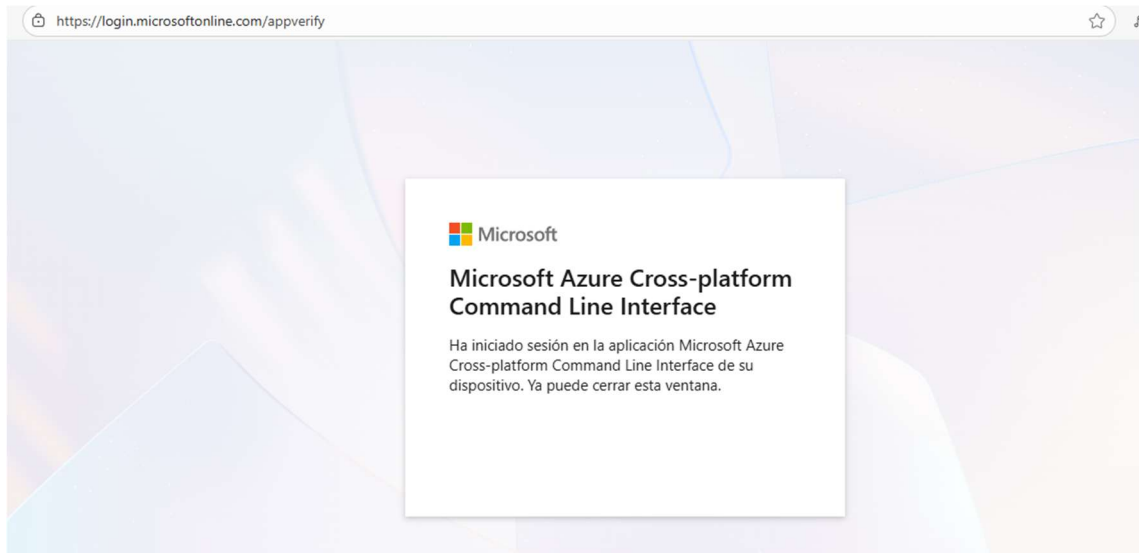 https://login.microsoftonline.com/appverify
Microsoft
Microsoft Azure Cross-platform
Command Line Interface
Ha iniciado sesión en la aplicación Microsoft Azure
Cross-platform Command Line Interface de su
dispositivo. Ya puede cerrar esta ventana.